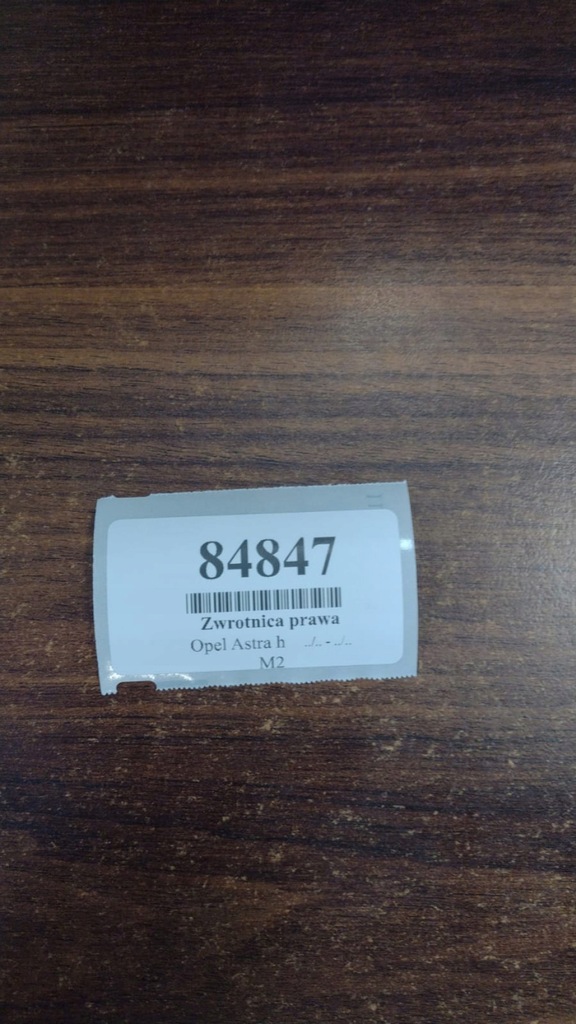 84847
Zwrotnica prawa
Opel Astra h ../.. - ../..
M2